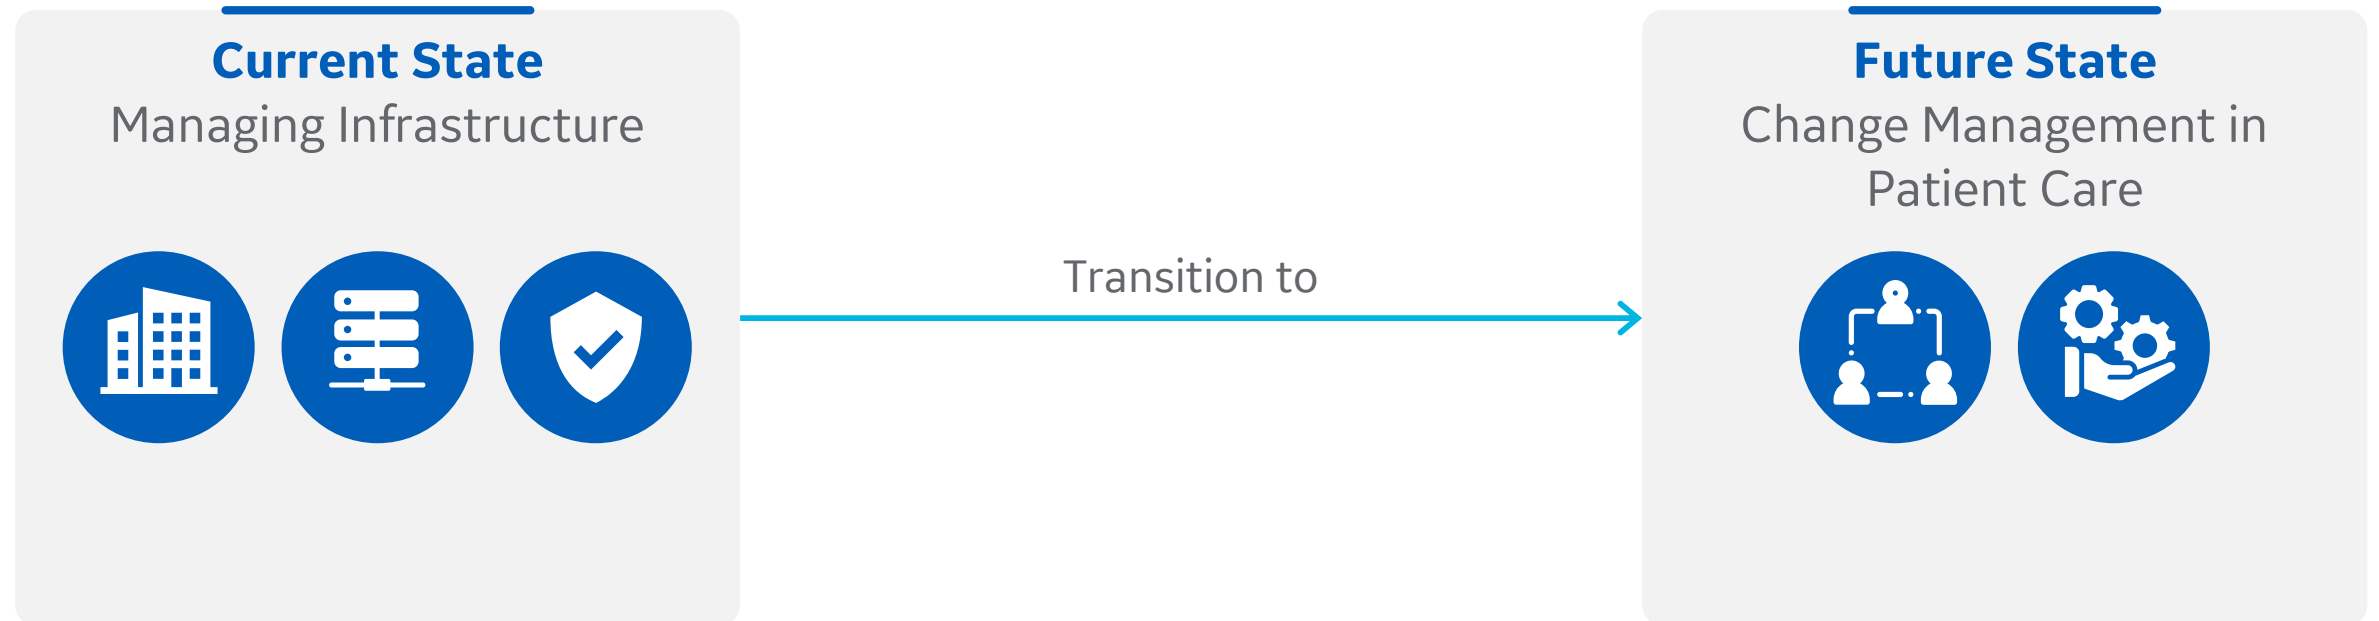 Current State
Managing Infrastructure
Transition to
Future State
Change Management in
Patient Care